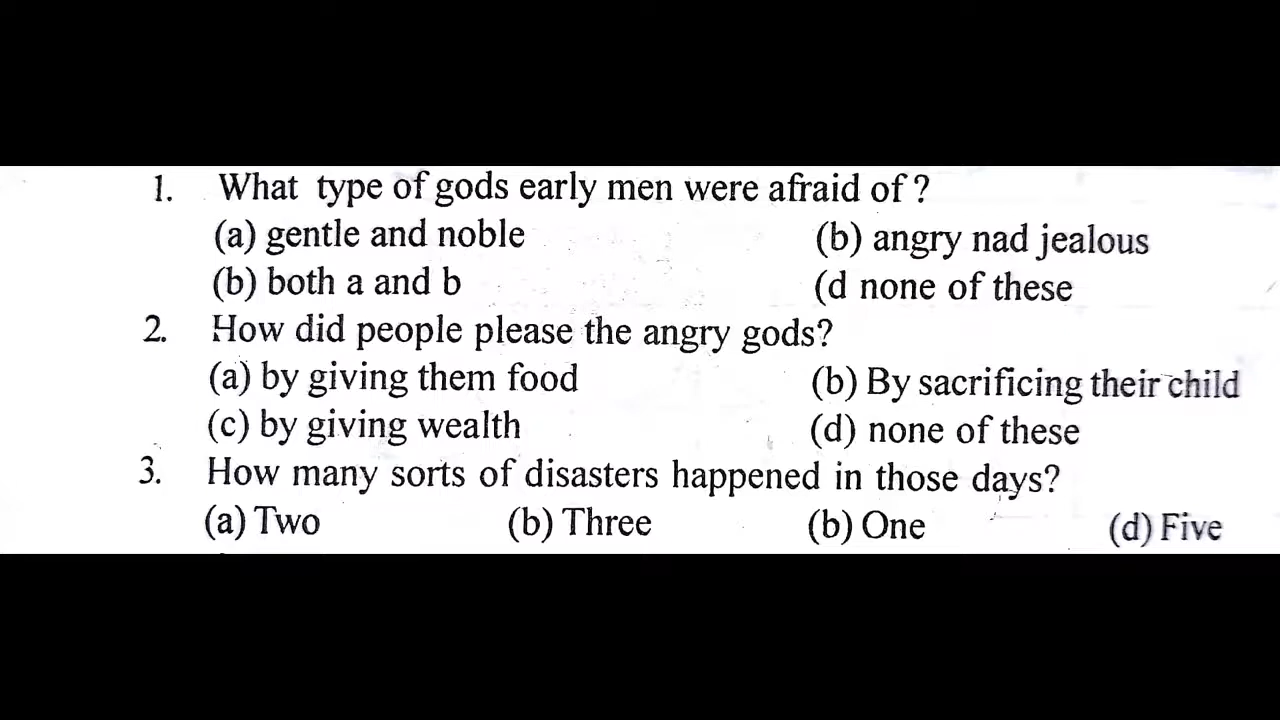 1. What type of gods early men were afraid of ?
(a) gentle and noble (b) angry nad jealous
(b) both a and b (d none of these
2. How did people please the angry gods?
(a) by giving them food (b) By sacrificing their child
(c) by giving wealth (d) none of these
3. How many sorts of disasters happened in those days?
(a) Two (b) Three (b) One (d) Five